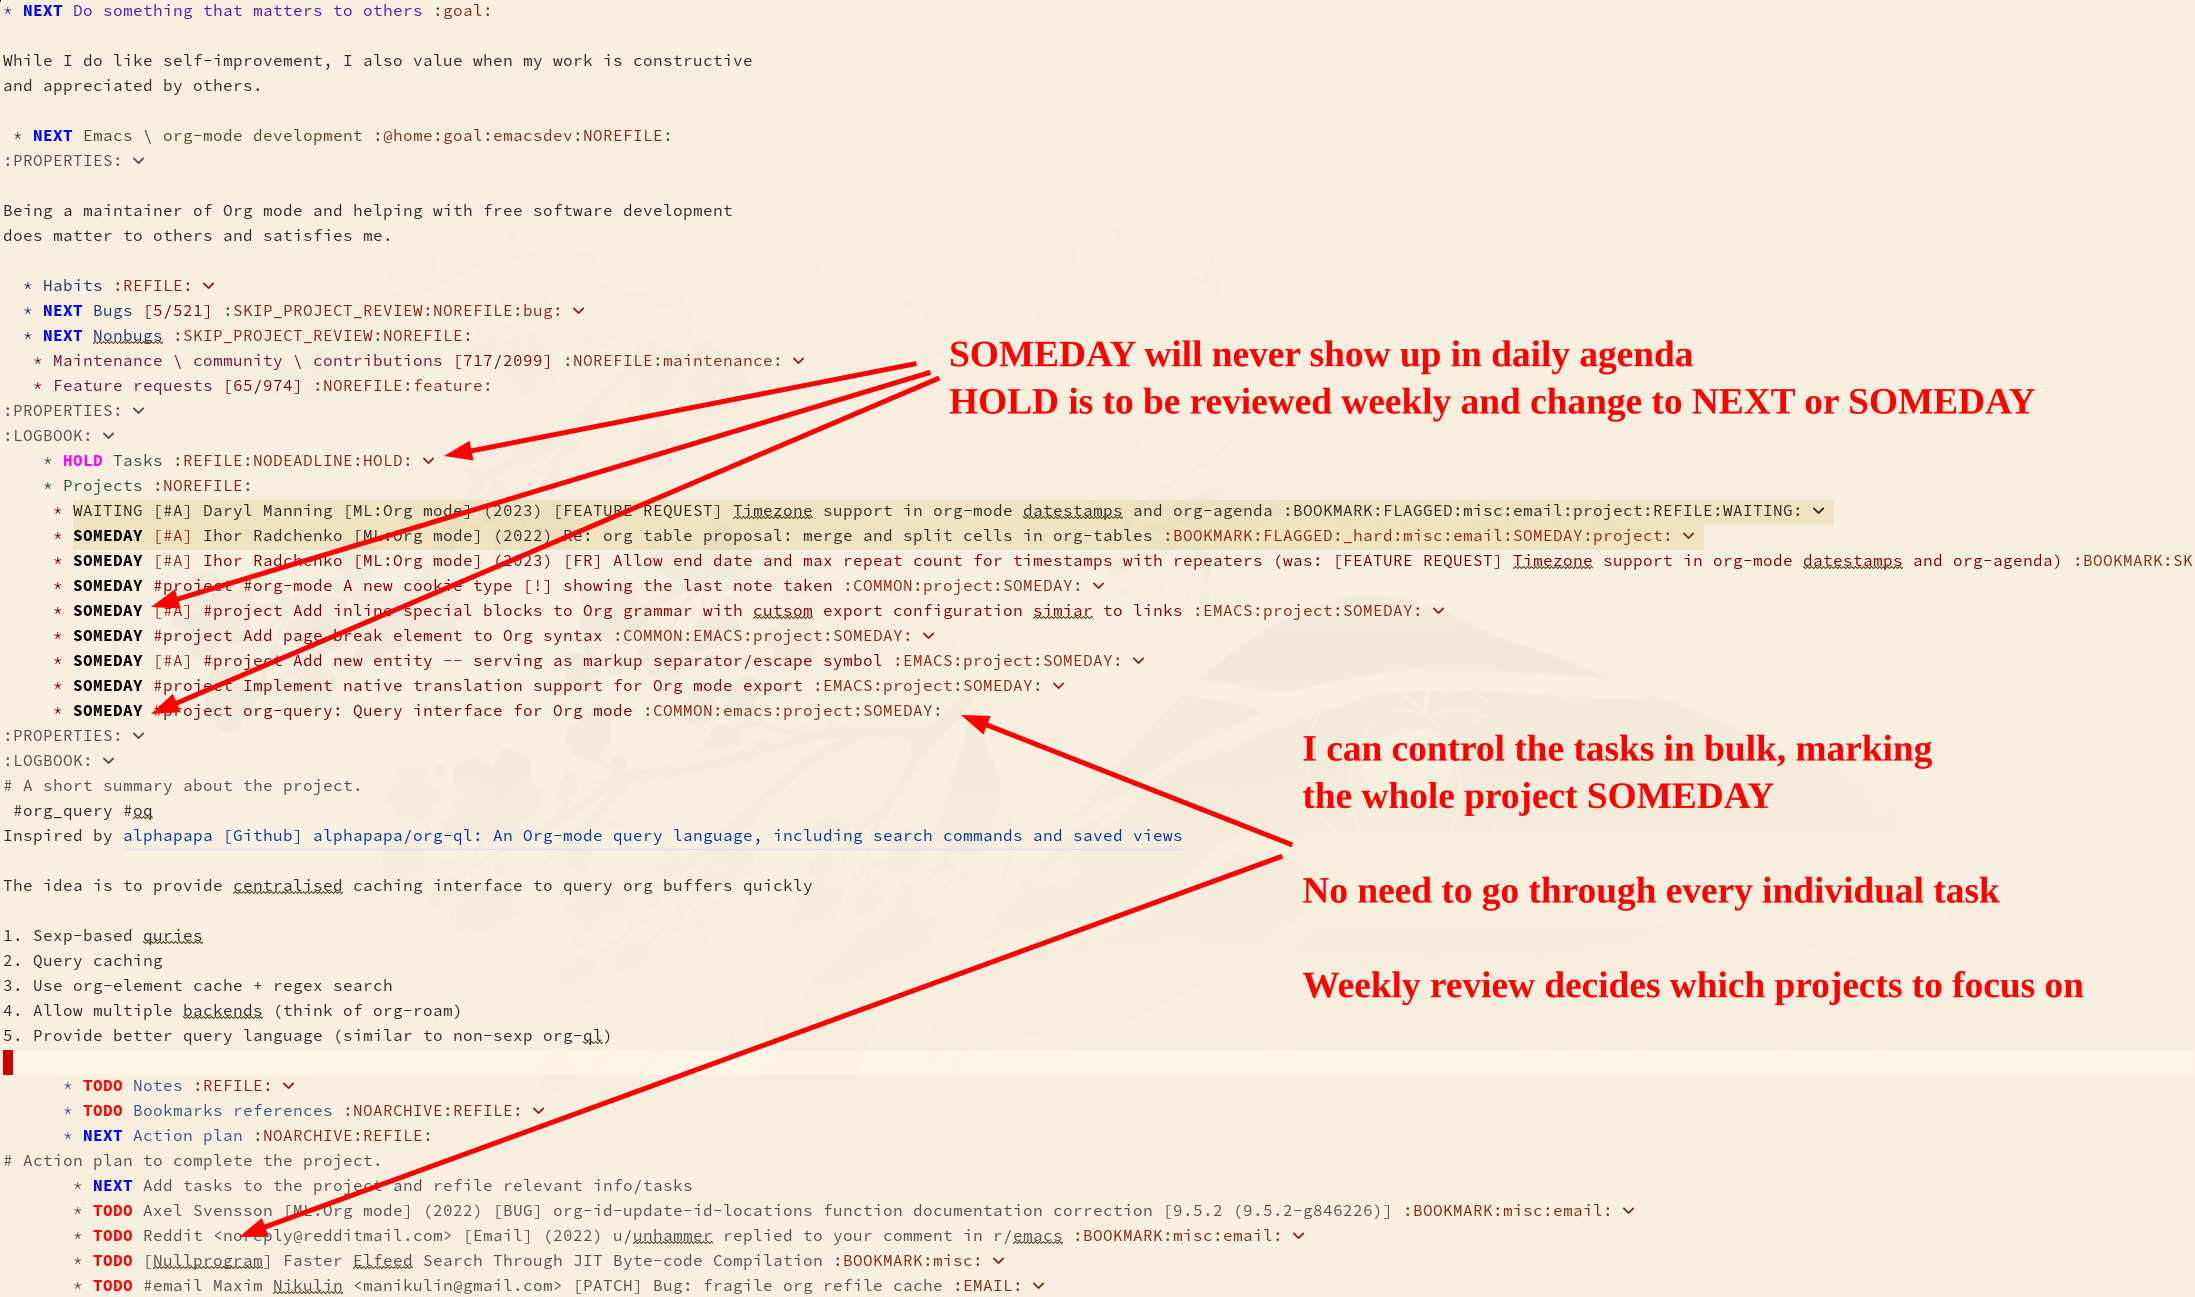 * NEXT Do something that matters to others :goal:
While I do like self-improvement, I also value when my work is constructive
and appreciated by others.
* NEXT Emacs \ org-mode development :@home:goal:emacsdev:NOREFILE:
:PROPERTIES:
Being a maintainer of Org mode and helping with free software development
does matter to others and satisfies me.
* Habits :REFILE:
* NEXT Bugs [5/521] :SKIP_PROJECT_REVIEW:NOREFILE:bug:
* NEXT Nonbugs :SKIP_PROJECT_REVIEW:NOREFILE:
* Maintenance \ community \ contributions [717/2099] :NOREFILE:maintenance:
* Feature requests [65/974] :NOREFILE:feature:
SOMEDAY will never show up in daily agenda
HOLD is to be reviewed weekly and change to NEXT or SOMEDAY
:PROPERTIES:
:LOGBOOK:
* HOLD Tasks :REFILE:NODEADLINE:HOLD:
* Projects :NOREFILE:
* WAITING [#A] Daryl Manning [ML:Org mode] (2023) [FEATURE REQUEST] Timezone support in org-mode datestamps and org-agenda :BOOKMARK:FLAGGED:misc:email:project:REFILE:WAITING:
* SOMEDAY [#A] Ihor Radchenko [ML:Org mode] (2022) Re: org table proposal: merge and split cells in org-tables :BOOKMARK:FLAGGED:_hard:misc:email:SOMEDAY:project:
* SOMEDAY [#A] Ihor Radchenko [ML:Org mode] (2023) [FR] Allow end date and max repeat count for timestamps with repeaters (was: [FEATURE REQUEST] Timezone support in org-mode datestamps and org-agenda) :BOOKMARK:SK
* SOMEDAY #project #org-mode A new cookie type [!] showing the last note taken :COMMON:project:SOMEDAY:
* SOMEDAY [#A] #project Add inline special blocks to Org grammar with cutsom export configuration simiar to links :EMACS:project:SOMEDAY:
* SOMEDAY #project Add page break element to Org syntax :COMMON:EMACS:project:SOMEDAY:
* SOMEDAY [#A] #project Add new entity -- serving as markup separator/escape symbol :EMACS:project:SOMEDAY:
* SOMEDAY #project Implement native translation support for Org mode export :EMACS:project:SOMEDAY:
* SOMEDAY #project org-query: Query interface for Org mode :COMMON:emacs:project:SOMEDAY:
:PROPERTIES:
:LOGBOOK:
# A short summary about the project.
#org_query #oq
Inspired by alphapapa [Github] alphapapa/org-ql: An Org-mode query language, including search commands and saved views
The idea is to provide centralised caching interface to query org buffers quickly
1. Sexp-based quries
2. Query caching
3. Use org-element cache + regex search
4. Allow multiple backends (think of org-roam)
5. Provide better query language (similar to non-sexp org-ql)
I can control the tasks in bulk, marking
the whole project SOMEDAY
No need to go through every individual task
Weekly review decides which projects to focus on
* TODO Notes :REFILE:
* TODO Bookmarks references :NOARCHIVE:REFILE:
* NEXT Action plan :NOARCHIVE:REFILE:
# Action plan to complete the project.
* NEXT Add tasks to the project and refile relevant info/tasks
* TODO Axel Svensson [ML:Org mode] (2022) [BUG] org-id-update-id-locations function documentation correction [9.5.2 (9.5.2-g846226)] :BOOKMARK:misc:email:
* TODO Reddit <noreply@redditmail.com> [Email] (2022) u/unhammer replied to your comment in r/emacs :BOOKMARK:misc:email:
* TODO [Nullprogram] Faster Elfeed Search Through JIT Byte-code Compilation :BOOKMARK:misc:
* TODO #email Maxim Nikulin <manikulin@gmail.com> [PATCH] Bug: fragile org refile cache :EMAIL: